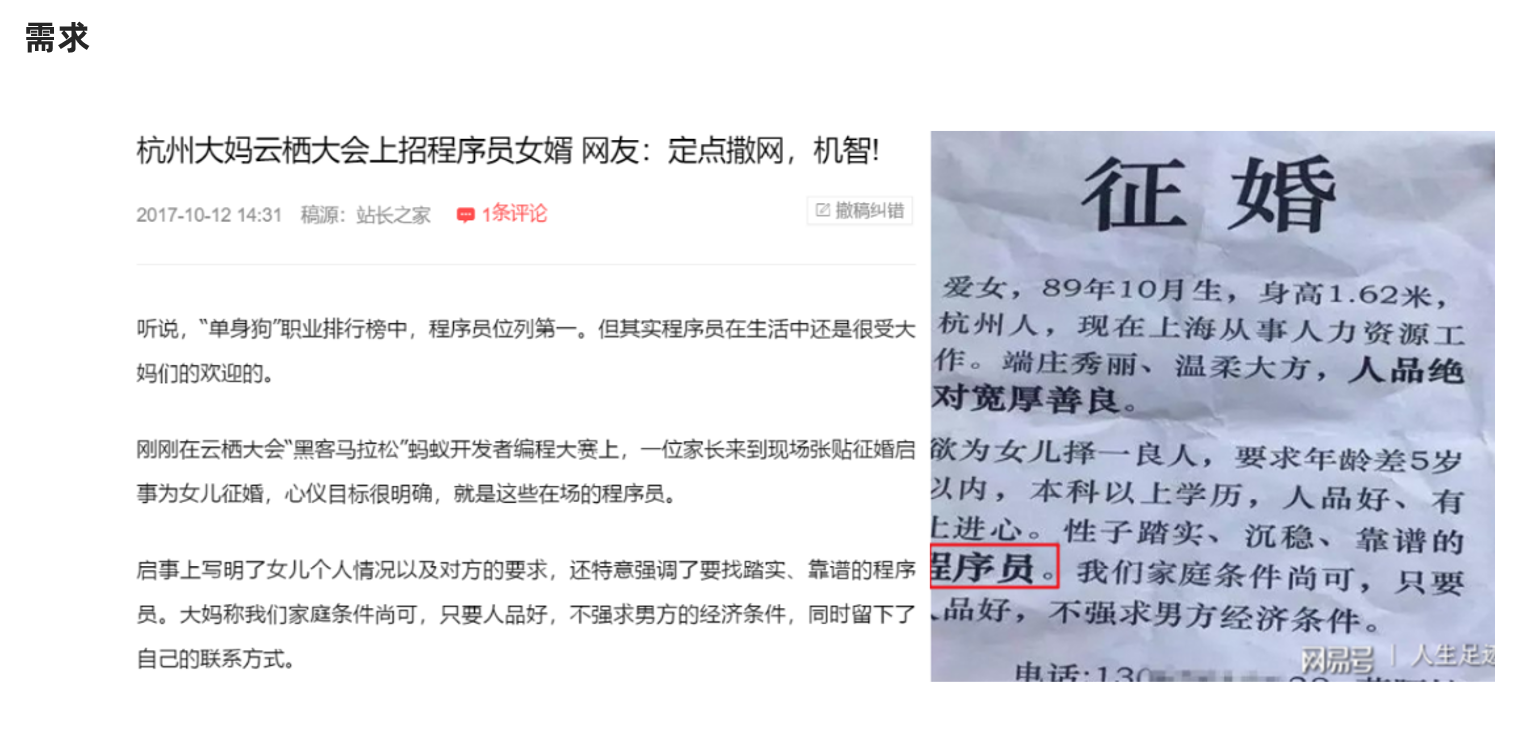 需求
杭州大妈云栖大会上招程序员女婿 网友：定点撒网，机智!
2017-10-12 14:31 稿源：站长之家 1条评论 撤稿纠错
听说，“单身狗”职业排行榜中，程序员位列第一。但其实程序员在生活中还是很受大
妈们的欢迎的。
刚刚在云栖大会“黑客马拉松”蚂蚁开发者编程大赛上，一位家长来到现场张贴征婚启
事为女儿征婚，心仪目标很明确，就是这些在场的程序员。
启事上写明了女儿个人情况以及对方的要求，还特意强调了要找踏实、靠谱的程序
员。大妈称我们家庭条件尚可，只要人品好，不强求男方的经济条件，同时留下了
自己的联系方式。
征婚
爱女，89年10月生，身高1.62米，
杭州人，现在上海从事人力资源工
作。端庄秀丽、温柔大方，人品绝
对宽厚善良。
欲为女儿择一良人，要求年龄差5岁
以内，本科以上学历，人品好、有
上进心。性子踏实、沉稳、靠谱的
程序员。我们家庭条件尚可，只要
人品好，不强求男方经济条件。
网易号 | 人生足迹
电话:130